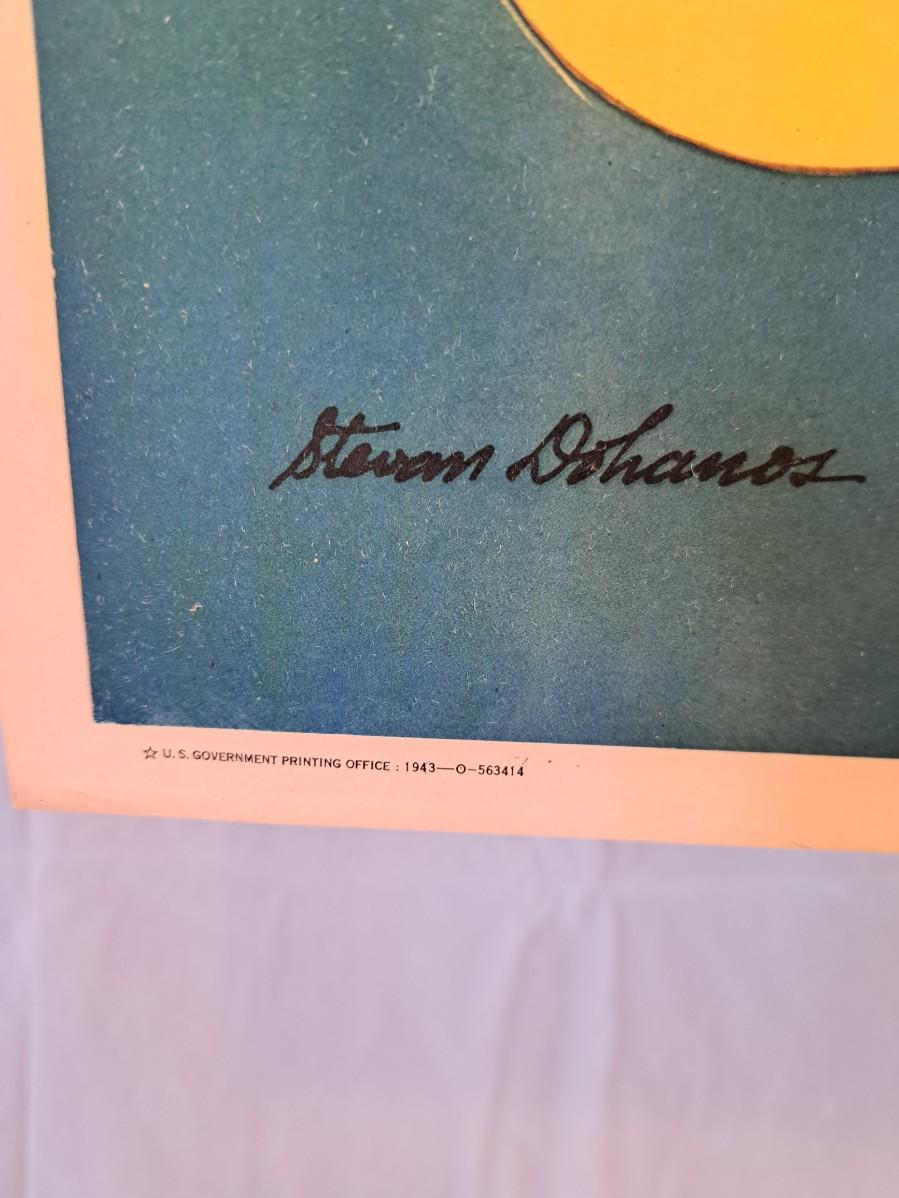 Stevan Dohanos
☆ U. S. GOVERNMENT PRINTING OFFICE : 1943—O-563414